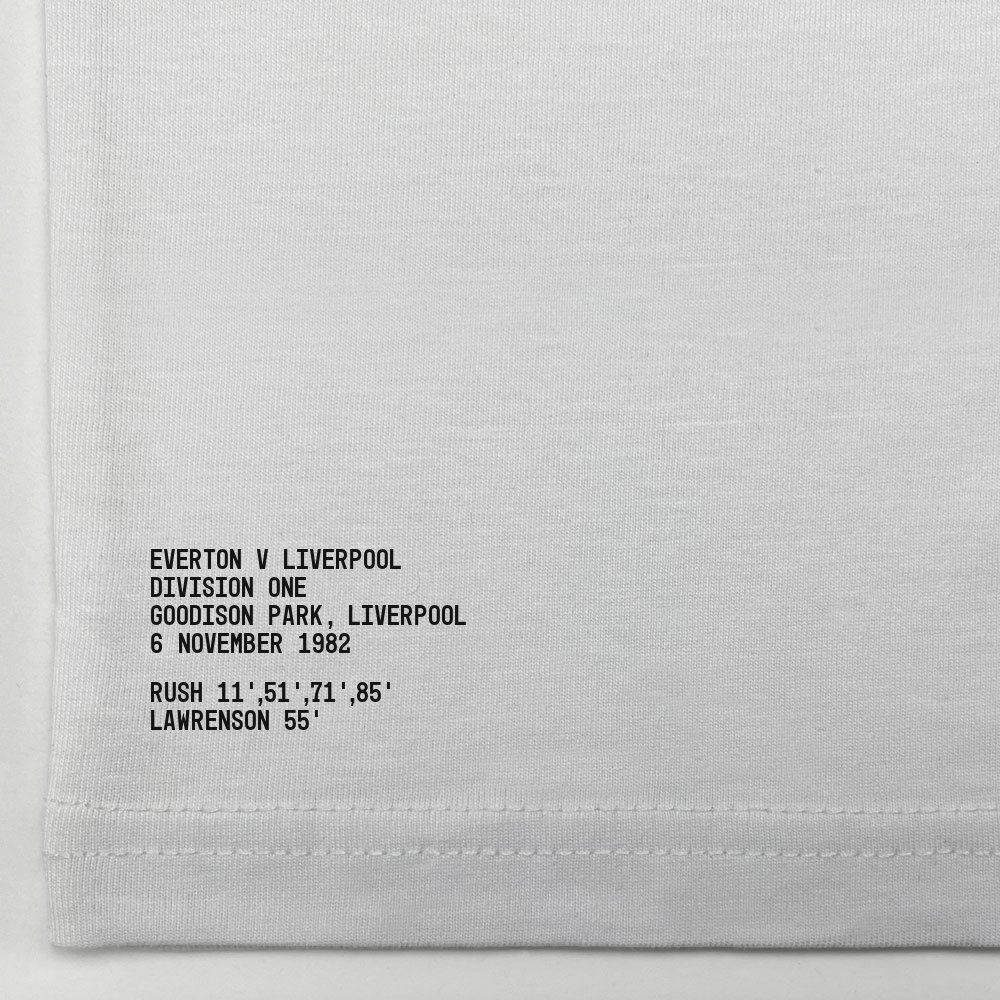 EVERTON V LIVERPOOL
DIVISION ONE
GOODISON PARK, LIVERPOOL
6 NOVEMBER 1982
RUSH 11',51',71',85'
LAWRENSON 55'